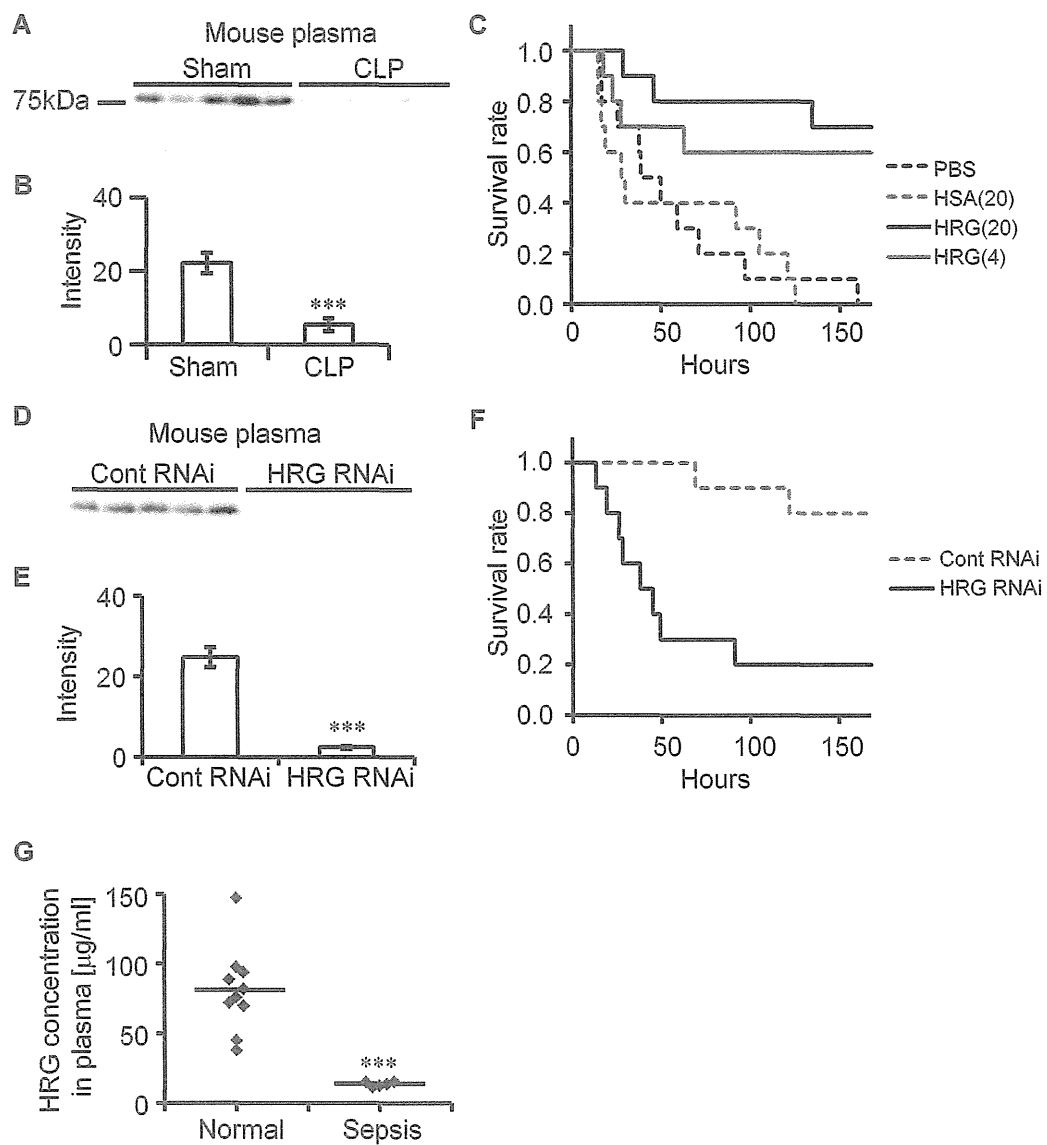 A
Mouse plasma
Sham CLP
75kDa
B
Intensity
40
20
0
***
Sham CLP
C
Survival rate
1.0
0.8
0.6
0.4
0.2
0.0
0 50 100 150
Hours
PBS
HSA(20)
HRG(20)
HRG(4)
D
Mouse plasma
Cont RNAi HRG RNAi
E
Intensity
40
20
0
***
Cont RNAi HRG RNAi
F
Survival rate
1.0
0.8
0.6
0.4
0.2
0.0
0 50 100 150
Hours
Cont RNAi
HRG RNAi
G
HRG concentration
in plasma [μg/ml]
150
100
50
0
***
Normal Sepsis